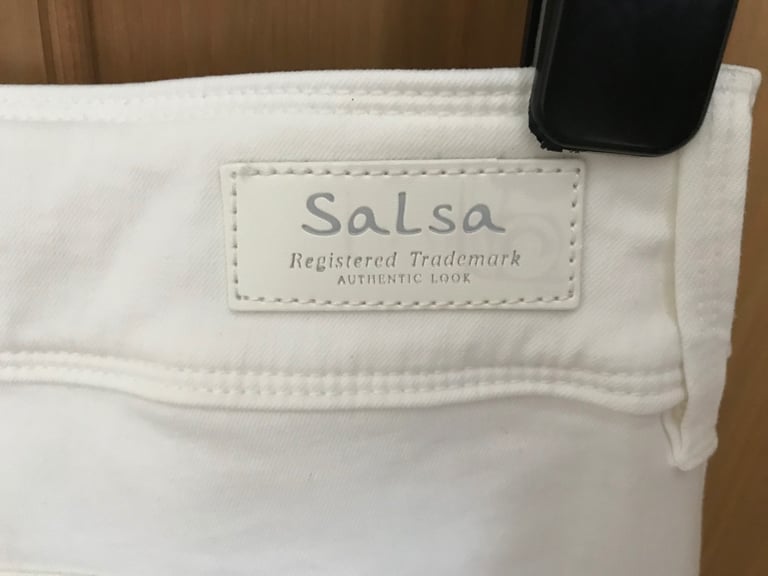 Salsa
Registered Trademark
AUTHENTIC LOOK